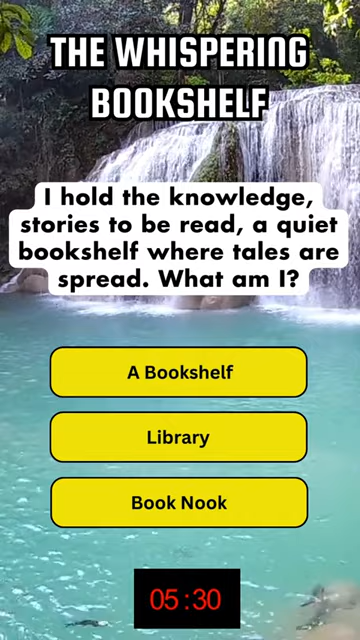 THE WHISPERING
BOOKSHELF
I hold the knowledge,
stories to be read, a quiet
bookshelf where tales are
spread. What am I?
A Bookshelf
Library
Book Nook
05:30